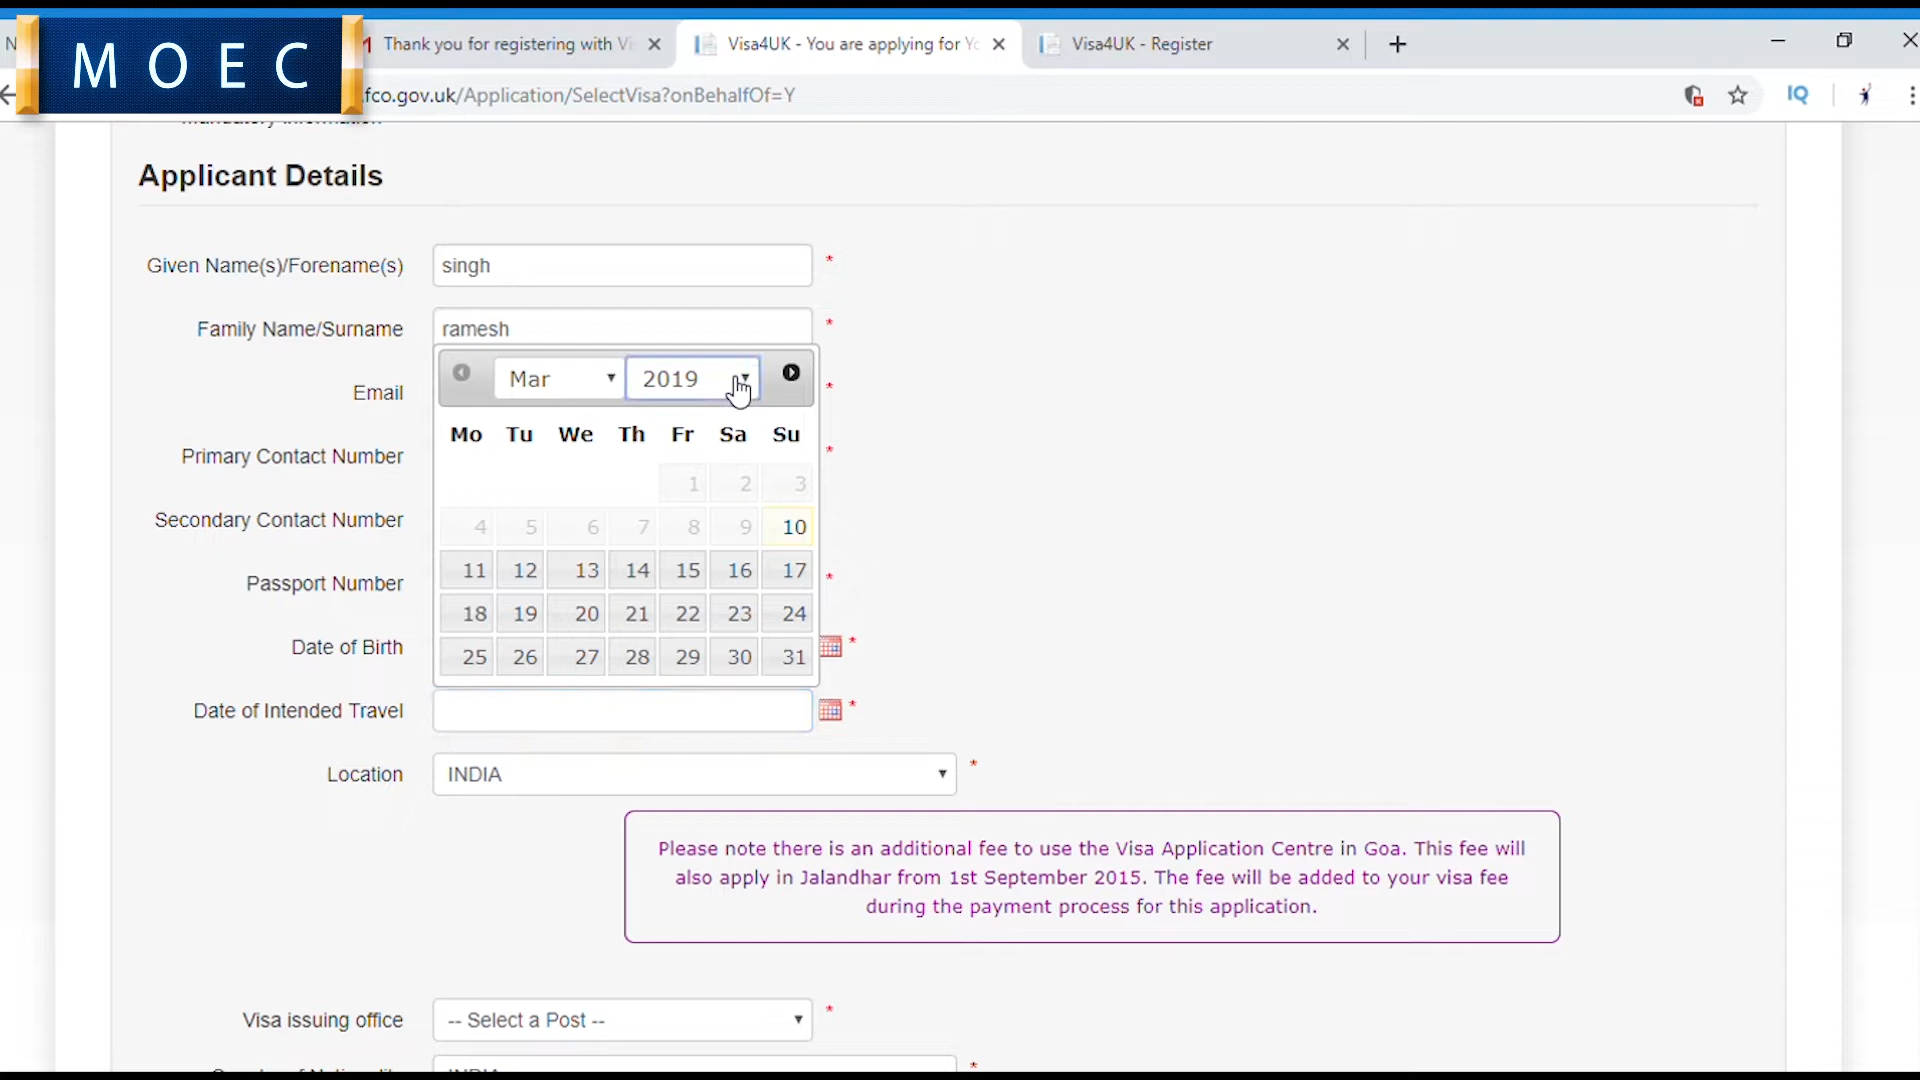 MOEC
Thank you for registering with Vi
Visa4UK - You are applying for Yo
Visa4UK - Register
fco.gov.uk/Application/SelectVisa?onBehalfOf=Y
IQ
Applicant Details
Given Name(s)/Forename(s) singh *
Family Name/Surname ramesh *
Email *
Mar 2019
Mo Tu We Th Fr Sa Su
Primary Contact Number *
1 2 3
Secondary Contact Number
4 5 6 7 8 9 10
11 12 13 14 15 16 17
Passport Number *
18 19 20 21 22 23 24
Date of Birth *
25 26 27 28 29 30 31
Date of Intended Travel *
Location INDIA *
Please note there is an additional fee to use the Visa Application Centre in Goa. This fee will
also apply in Jalandhar from 1st September 2015. The fee will be added to your visa fee
during the payment process for this application.
Visa issuing office -- Select a Post -- *